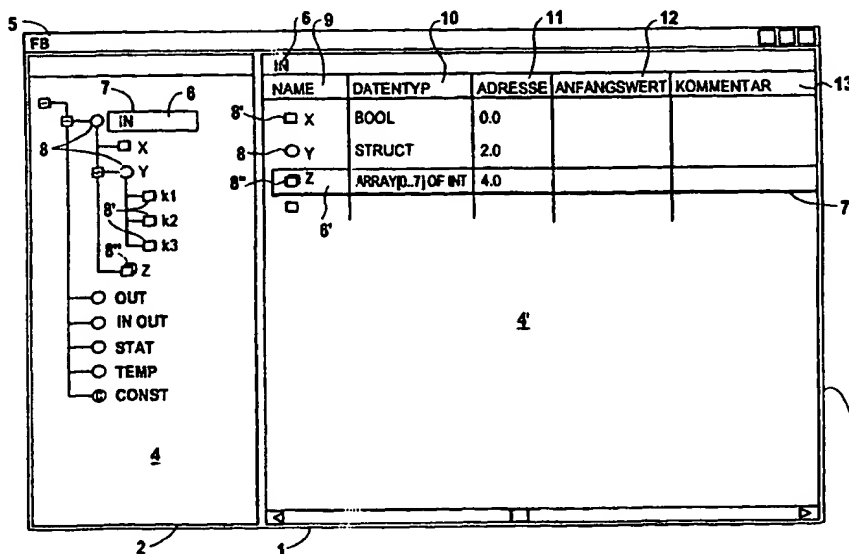 5 6 9 10 11 12
FB
IN
NAME DATENTYP ADRESSE ANFANGSWERT KOMMENTAR 13
7 6
IN
8' X BOOL 0.0
8 X
8 Y STRUCT 2.0
Y
8'' Z ARRAY[0..7] OF INT 4.0
k1
7
8' k2
6'
k3
8''
Z
OUT
IN OUT
4'
STAT
TEMP
C CONST
4
2 1